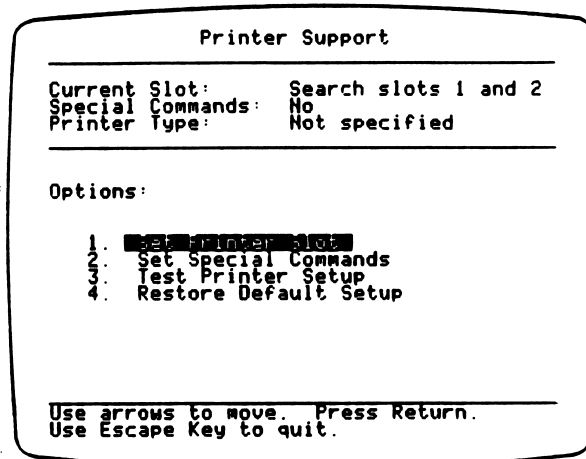 Printer Support
Current Slot: Search slots 1 and 2
Special Commands: No
Printer Type: Not specified
Options:
1. Set Printer Slot
2. Set Special Commands
3. Test Printer Setup
4. Restore Default Setup
Use arrows to move. Press Return.
Use Escape Key to quit.